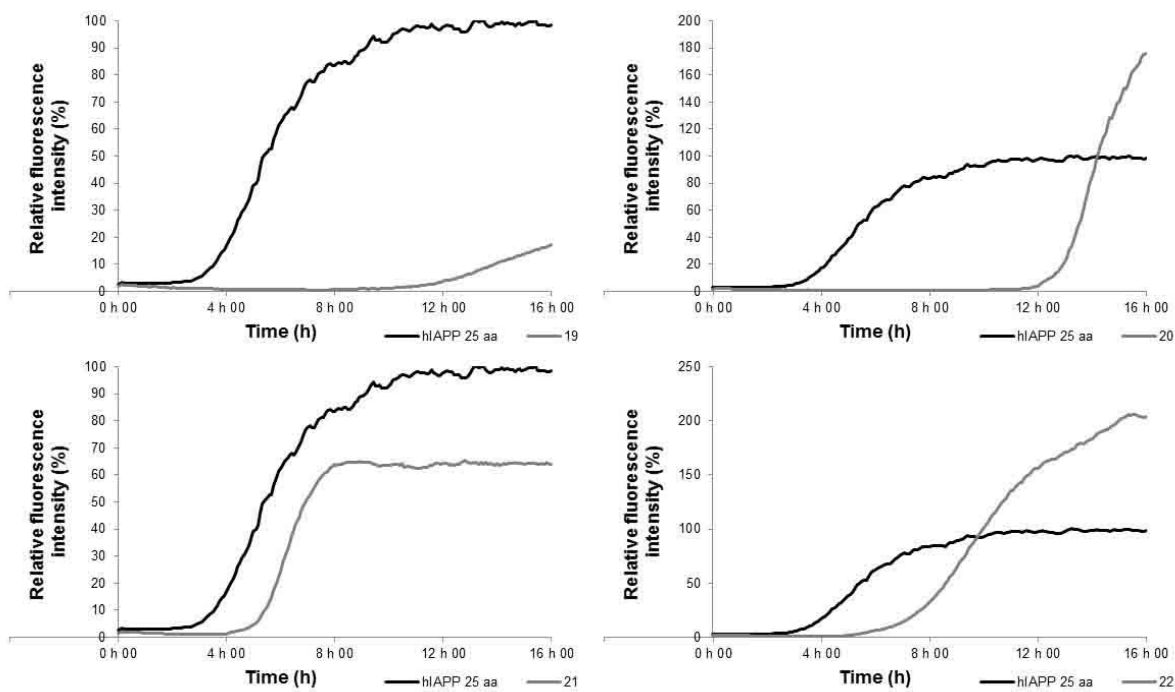 Relative fluorescence
intensity (%)
100
90
80
70
60
50
40
30
20
10
0
0 h 00 4 h 00 8 h 00 12 h 00 16 h 00
Time (h)
hIAPP 25 aa 19
Relative fluorescence
intensity (%)
200
180
160
140
120
100
80
60
40
20
0
0 h 00 4 h 00 8 h 00 12 h 00 16 h 00
Time (h)
hIAPP 25 aa 20
Relative fluorescence
intensity (%)
100
90
80
70
60
50
40
30
20
10
0
0 h 00 4 h 00 8 h 00 12 h 00 16 h 00
Time (h)
hIAPP 25 aa 21
Relative fluorescence
intensity (%)
250
200
150
100
50
0
0 h 00 4 h 00 8 h 00 12 h 00 16 h 00
Time (h)
hIAPP 25 aa 22